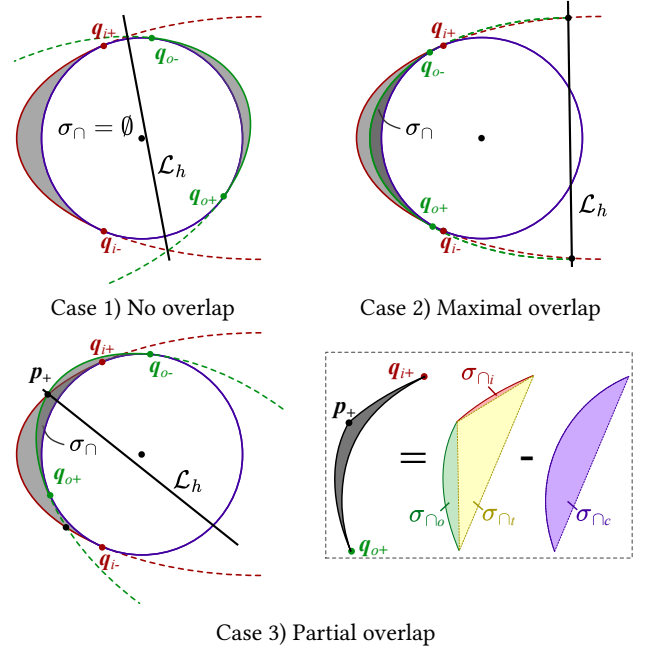 q_{i+}
q_{o-}
σ_∩ = ∅
ℒ_h
q_{o+}
q_{i-}
Case 1) No overlap
q_{i+}
q_{o-}
σ_∩
ℒ_h
q_{o+}
q_{i-}
Case 2) Maximal overlap
q_{i+}
q_{o-}
p_+
σ_∩
ℒ_h
q_{o+}
q_{i-}
q_{i+}
σ_{∩_i}
p_+
=
-
σ_{∩_o}
σ_{∩_t}
σ_{∩_c}
q_{o+}
Case 3) Partial overlap